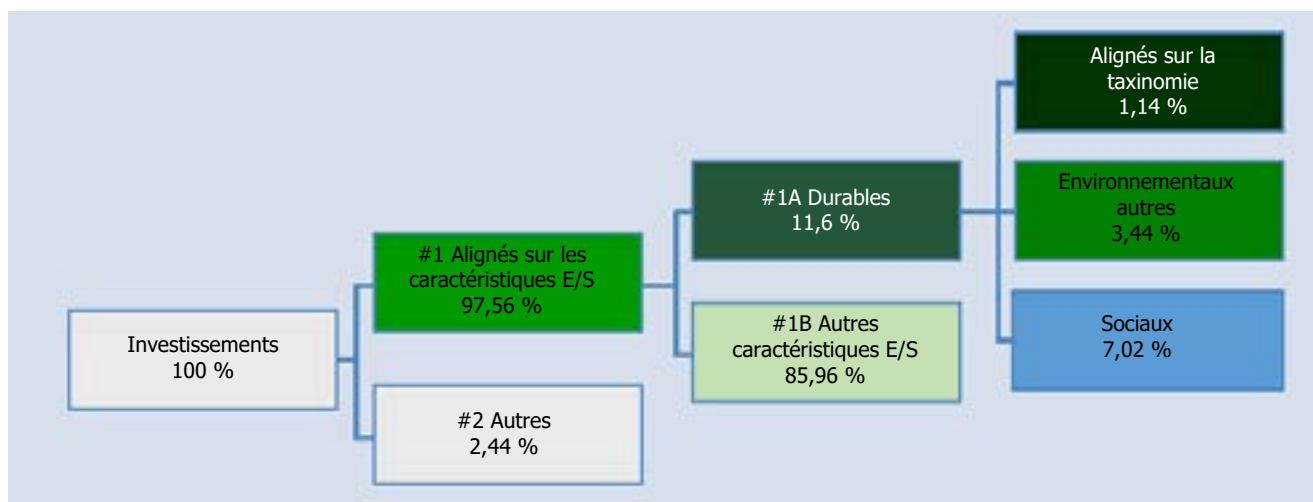 Investissements
100 %
#1 Alignés sur les
caractéristiques E/S
97,56 %
#2 Autres
2,44 %
#1A Durables
11,6 %
#1B Autres
caractéristiques E/S
85,96 %
Alignés sur la
taxinomie
1,14 %
Environnementaux
autres
3,44 %
Sociaux
7,02 %